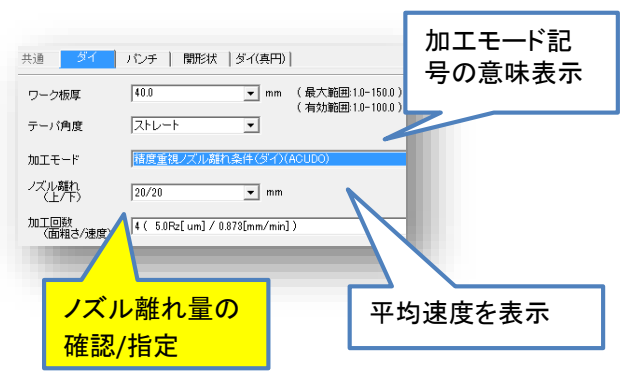 加工モード記
号の意味表示
共通 ダイ パンチ 開形状 ダイ(真円)
ワーク板厚 40.0 mm (最大範囲:1.0-150.0)
(有効範囲:1.0-100.0)
テーパ角度 ストレート
加工モード 精度重視ノズル離れ条件(ダイ)(ACUDO)
ノズル離れ
(上/下) 20/20 mm
加工回数
(面粗さ/速度) 4 ( 5.0Rz[um] / 0.873[mm/min] )
ノズル離れ量の
確認/指定
平均速度を表示